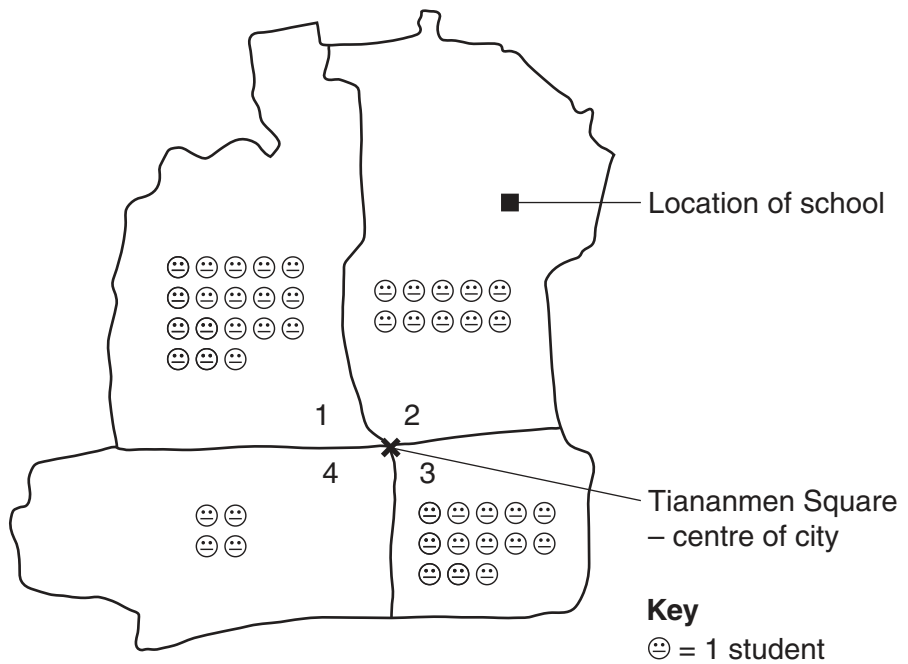 Location of school
1
2
4
3
Tiananmen Square
– centre of city
Key
= 1 student